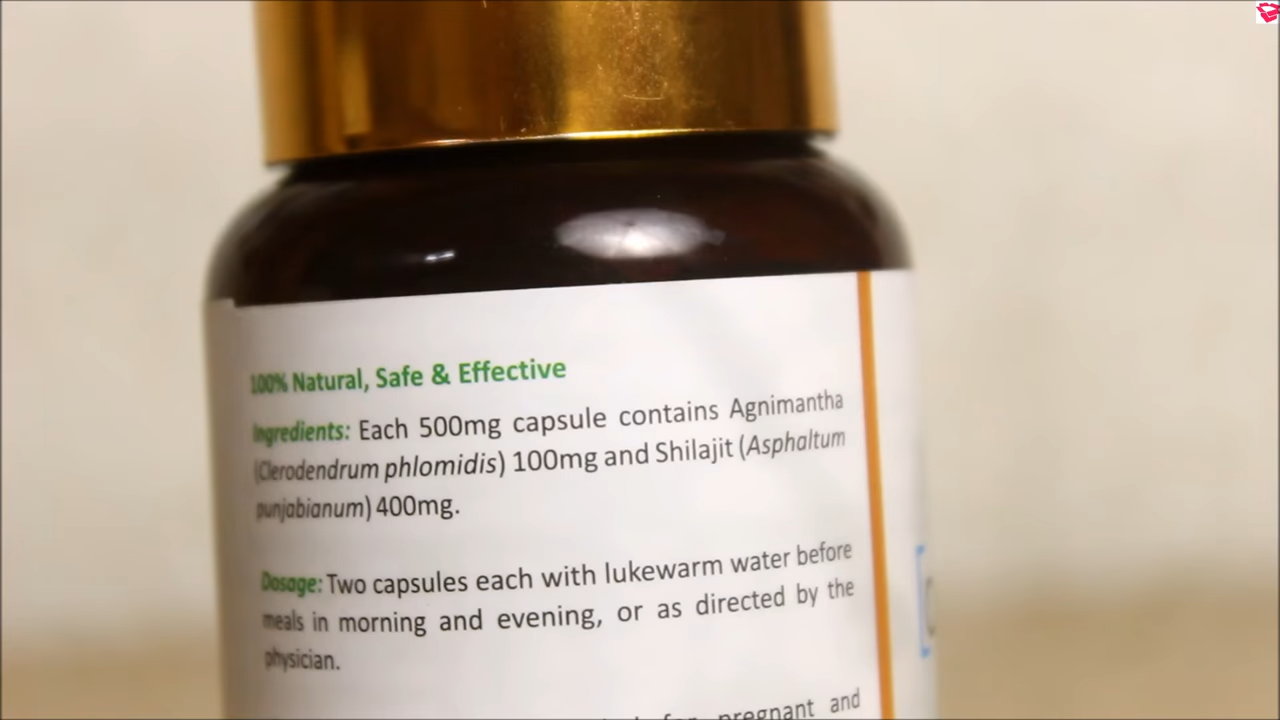 100% Natural, Safe & Effective
Ingredients: Each 500mg capsule contains Agnimantha
(Clerodendrum phlomidis) 100mg and Shilajit (Asphaltum
punjabianum) 400mg.
Dosage: Two capsules each with lukewarm water before
meals in morning and evening, or as directed by the
physician.
for pregnant and